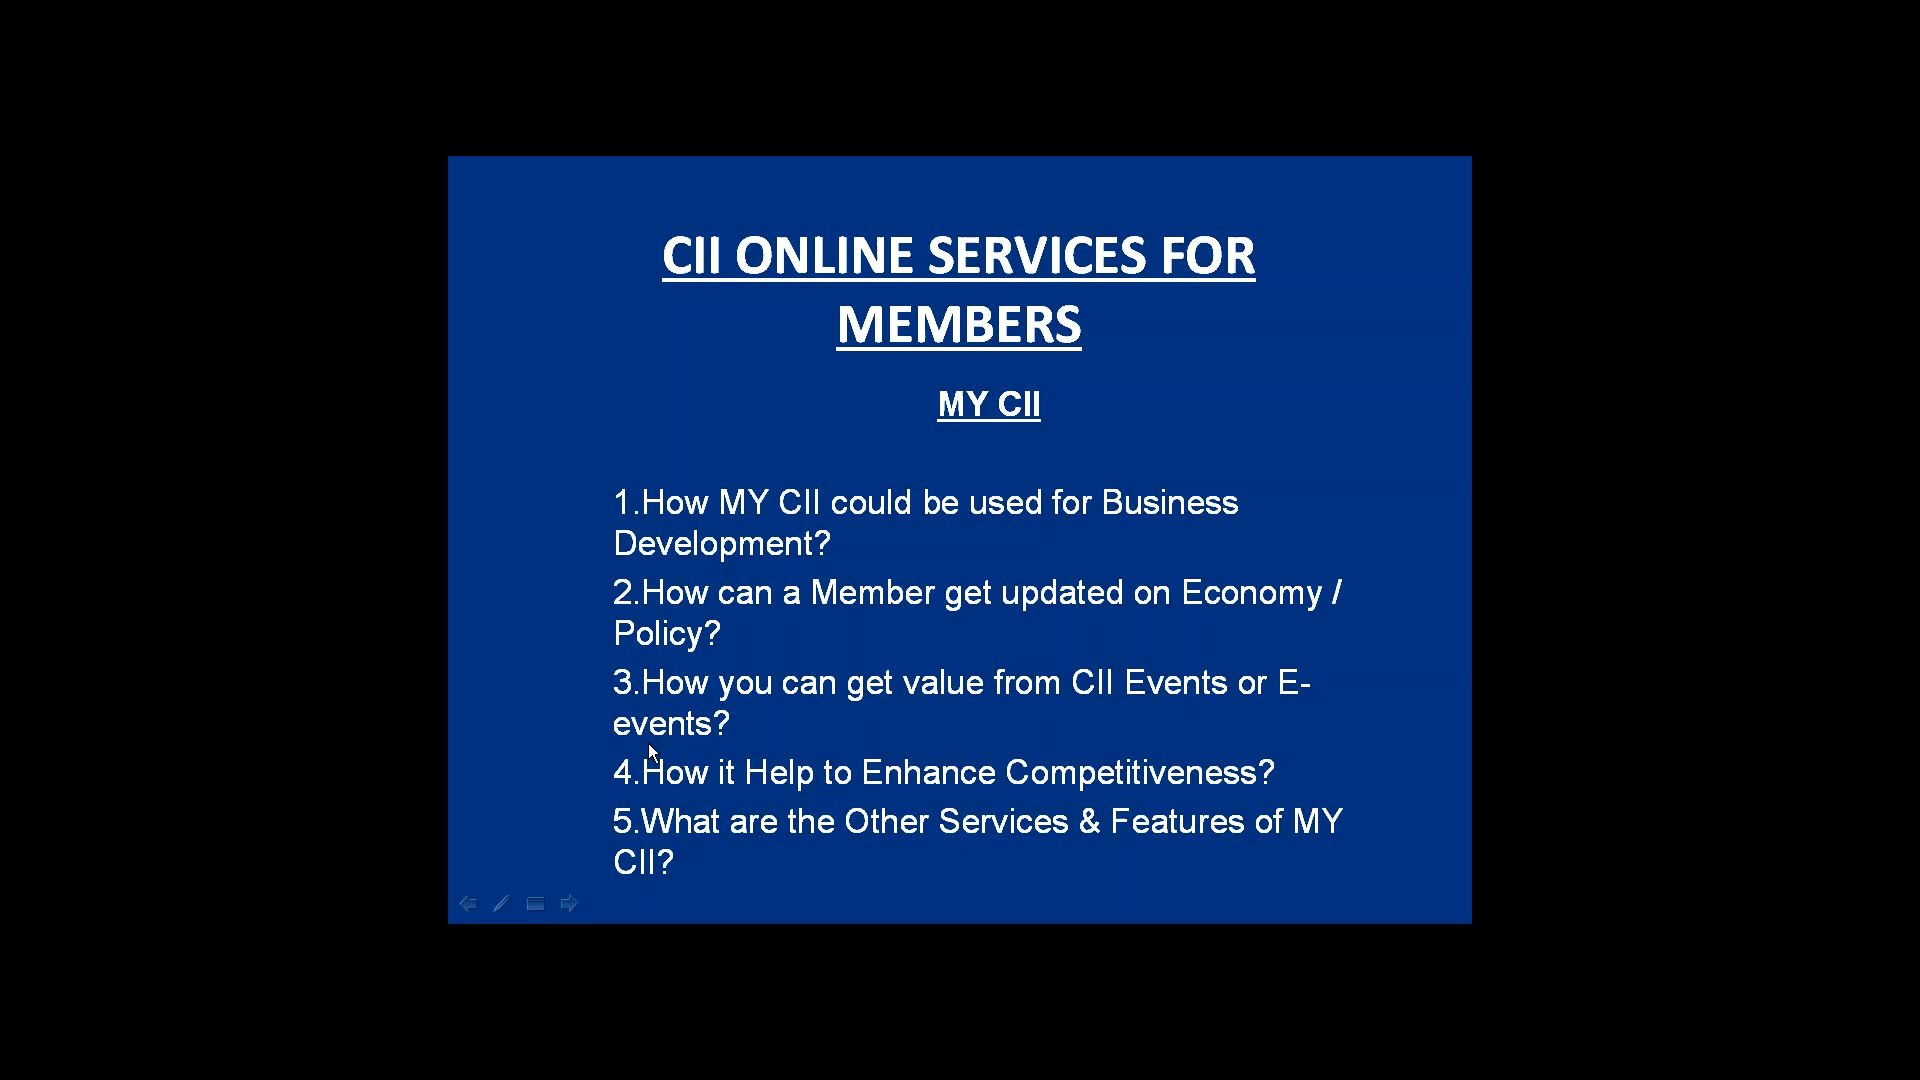 CII ONLINE SERVICES FOR
MEMBERS
MY CII
1.How MY CII could be used for Business
Development?
2.How can a Member get updated on Economy /
Policy?
3.How you can get value from CII Events or E-
events?
4.How it Help to Enhance Competitiveness?
5.What are the Other Services & Features of MY
CII?